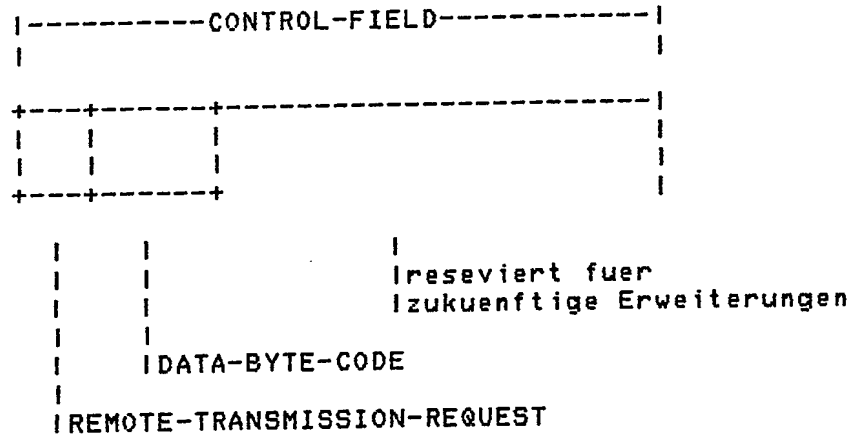 CONTROL-FIELD
reseviert fuer
zukuenftige Erweiterungen
DATA-BYTE-CODE
REMOTE-TRANSMISSION-REQUEST